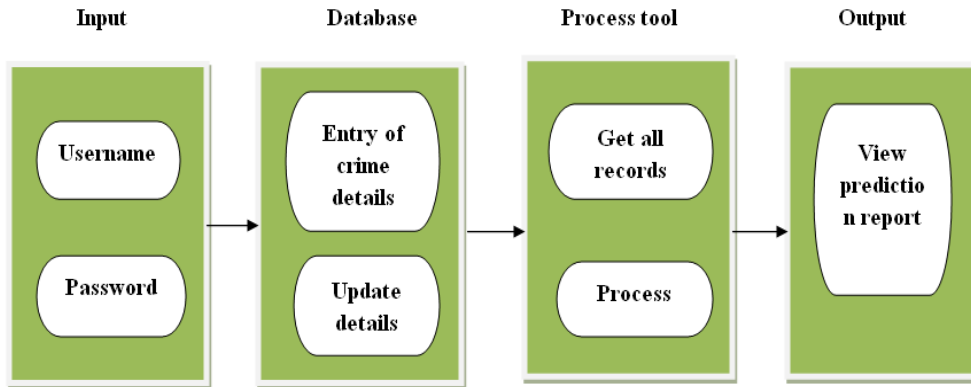 Input
Database
Process tool
Output
Username
Password
Entry of
crime
details
Update
details
Get all
records
Process
View
predictio
n report